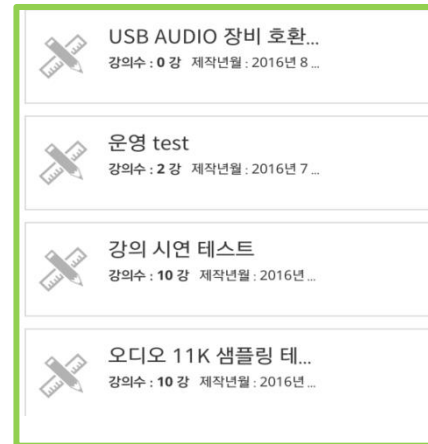 USB AUDIO 장비 호환...
강의수 : 0 강 제작년월 : 2016년 8 ...
운영 test
강의수 : 2 강 제작년월 : 2016년 7 ...
강의 시연 테스트
강의수 : 10 강 제작년월 : 2016년 ...
오디오 11K 샘플링 테...
강의수 : 10 강 제작년월 : 2016년 ...